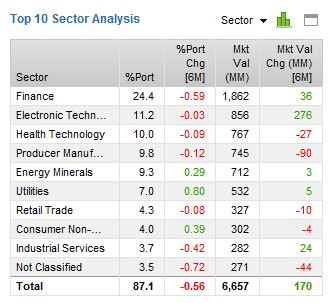 Top 10 Sector Analysis Sector
%Port Mkt Mkt Val
Chg Val Chg (MM)
Sector %Port [6M] (MM) [6M]
Finance 24.4 -0.59 1,862 36
Electronic Techn... 11.2 -0.03 856 276
Health Technology 10.0 -0.09 767 -27
Producer Manuf... 9.8 -0.12 745 -90
Energy Minerals 9.3 0.29 712 3
Utilities 7.0 0.80 532 5
Retail Trade 4.3 -0.08 327 -10
Consumer Non-... 4.0 0.39 302 -4
Industrial Services 3.7 -0.42 282 24
Not Classified 3.5 -0.72 271 -44
Total 87.1 -0.56 6,657 170